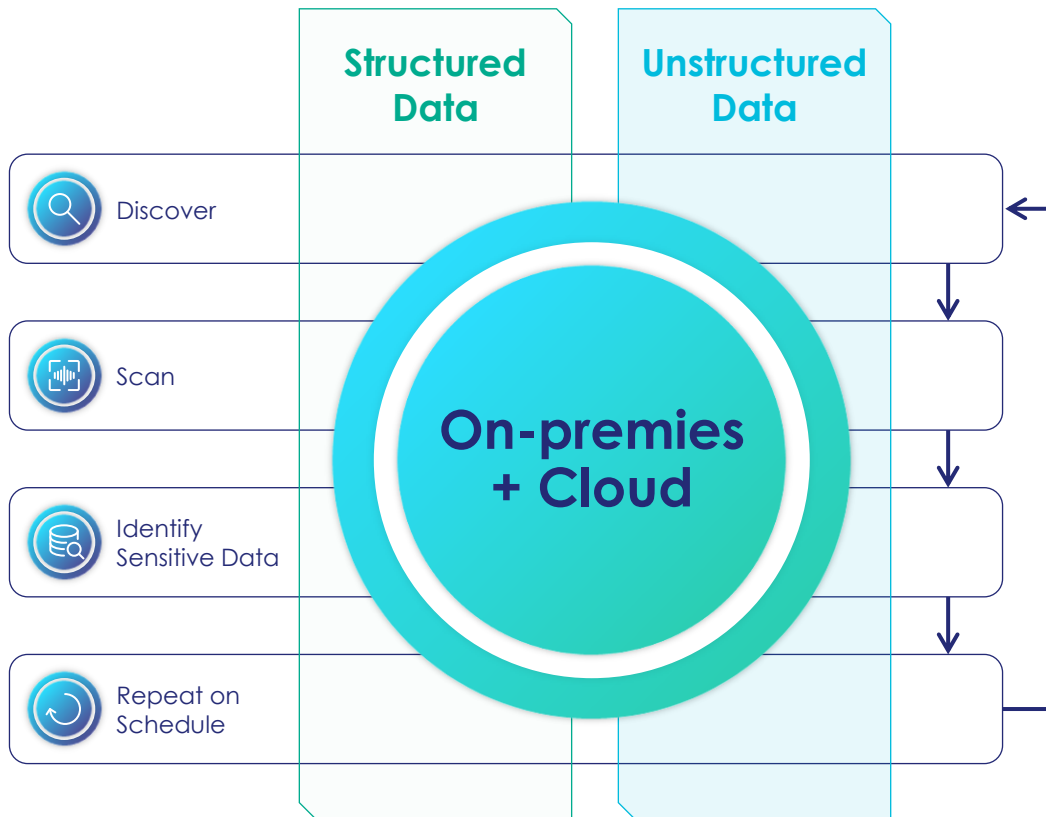 Structured
Data
Unstructured
Data
Discover
Scan
On-premies
+ Cloud
Identify
Sensitive Data
Repeat on
Schedule